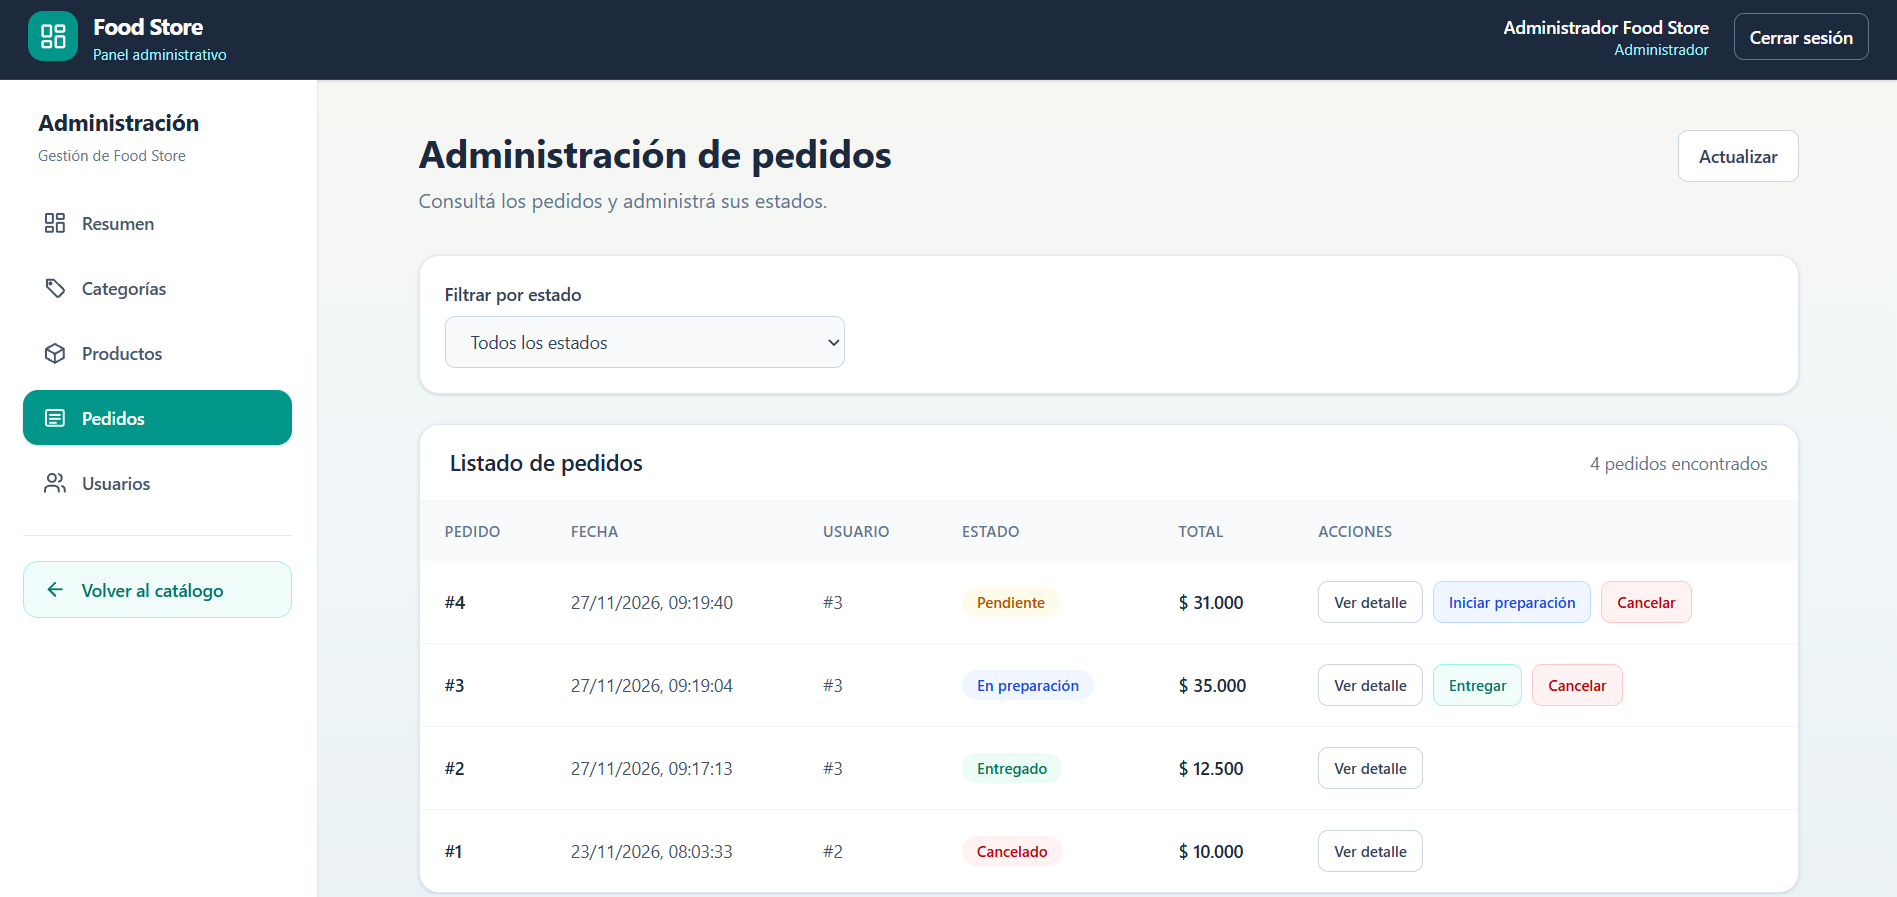 Food Store
Panel administrativo
Administrador Food Store
Administrador
Cerrar sesión
Administración
Gestión de Food Store
Resumen
Categorías
Productos
Pedidos
Usuarios
Volver al catálogo
Administración de pedidos
Consultá los pedidos y administrá sus estados.
Actualizar
Filtrar por estado
Todos los estados
Listado de pedidos
4 pedidos encontrados
PEDIDO FECHA USUARIO ESTADO TOTAL ACCIONES
#4 27/11/2026, 09:19:40 #3 Pendiente $ 31.000 Ver detalle Iniciar preparación Cancelar
#3 27/11/2026, 09:19:04 #3 En preparación $ 35.000 Ver detalle Entregar Cancelar
#2 27/11/2026, 09:17:13 #3 Entregado $ 12.500 Ver detalle
#1 23/11/2026, 08:03:33 #2 Cancelado $ 10.000 Ver detalle